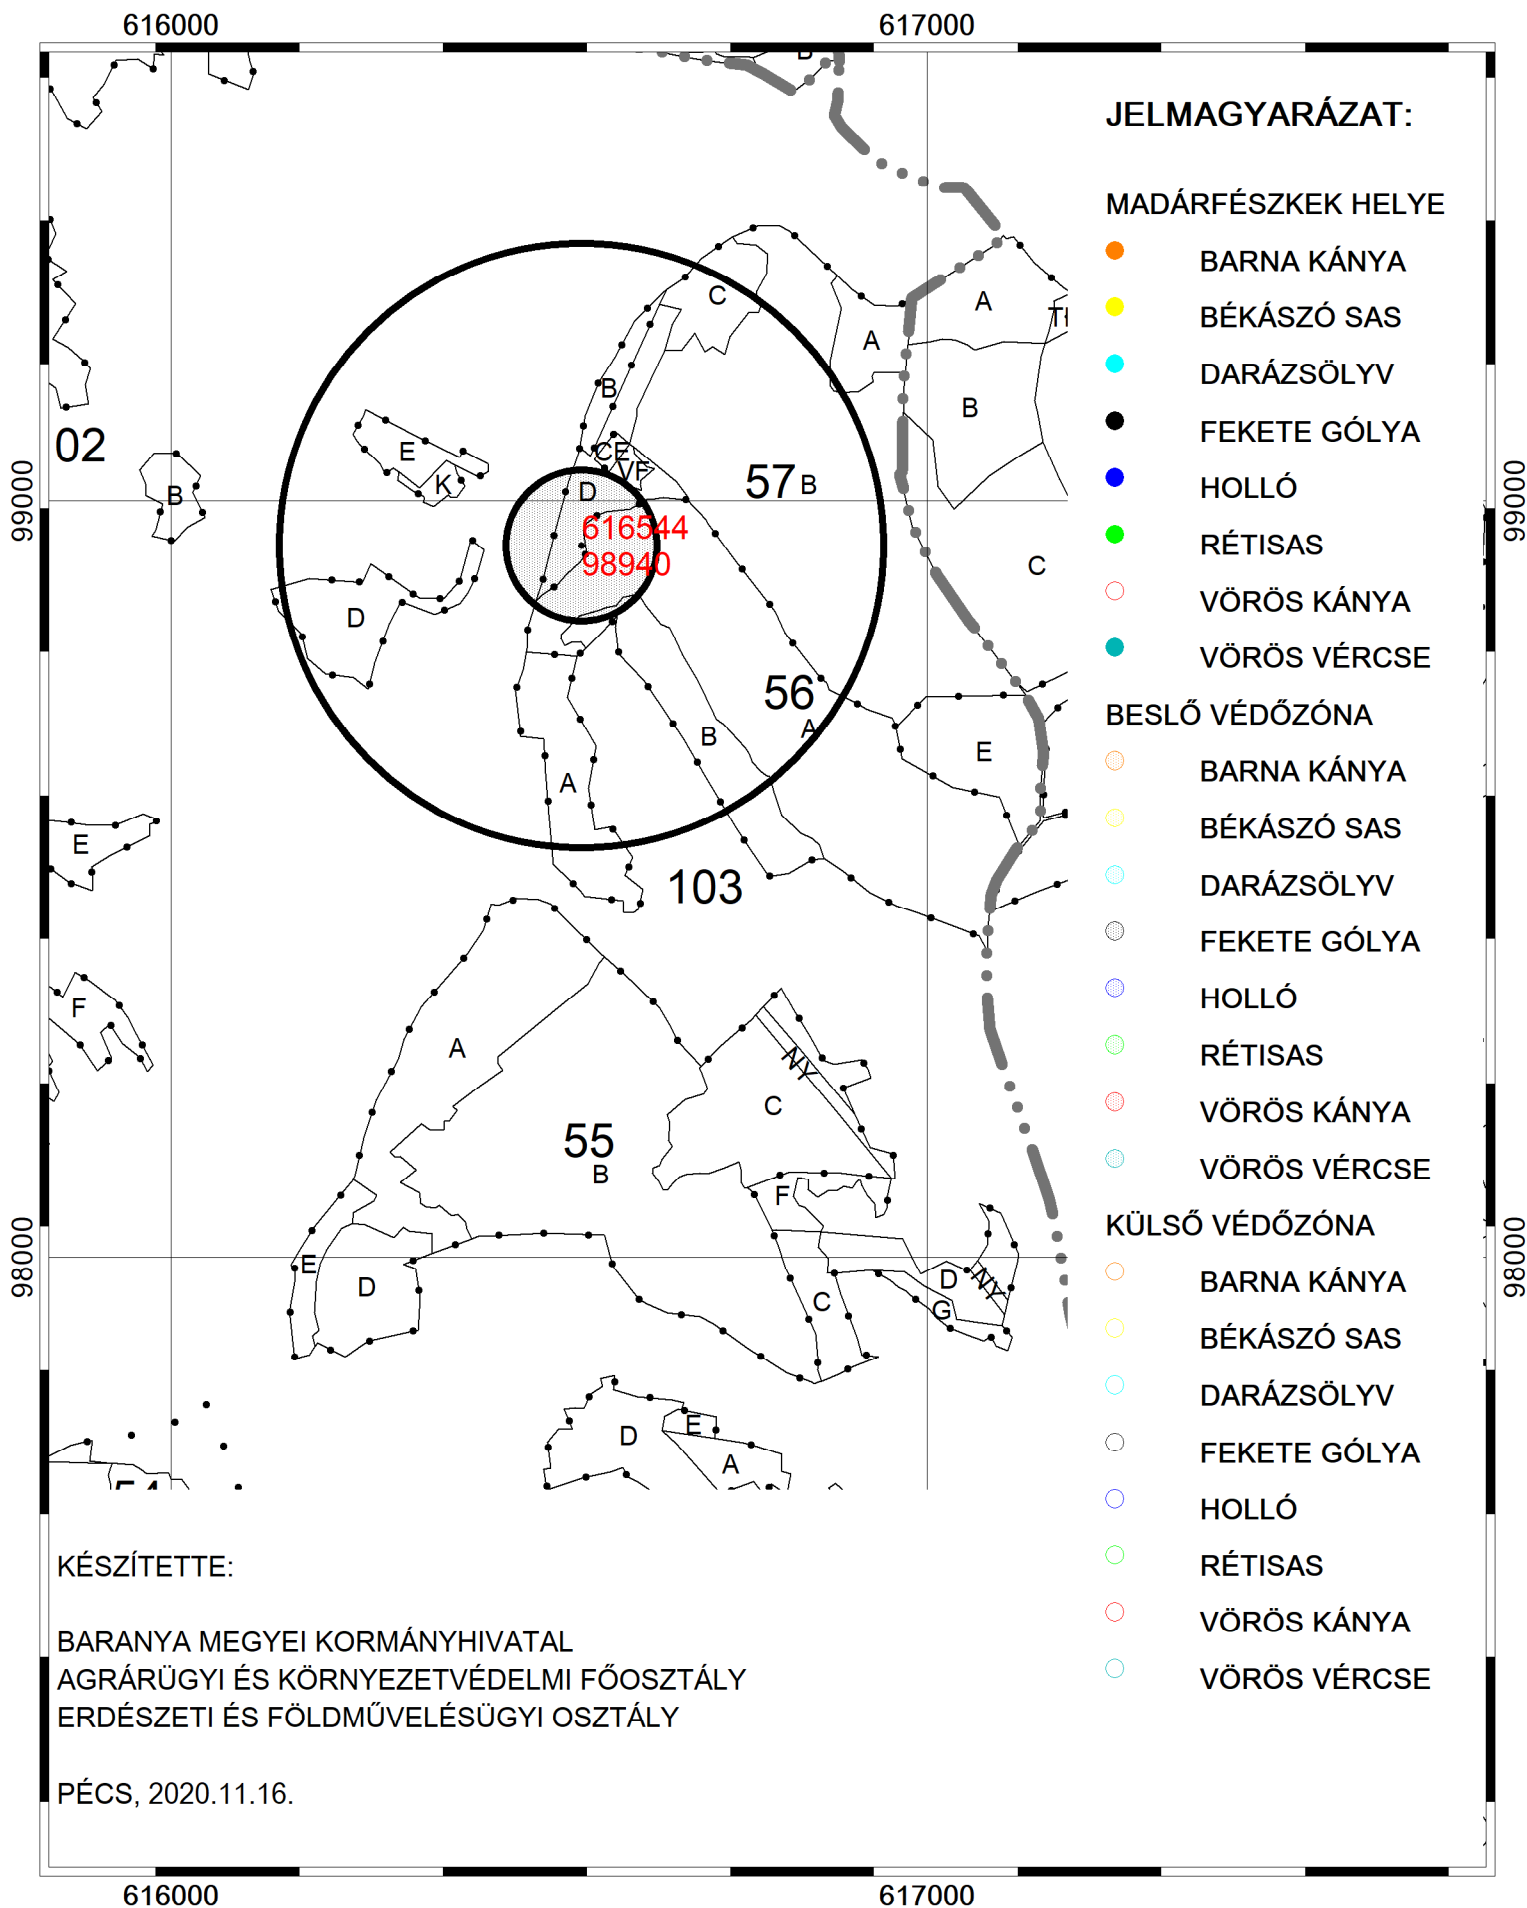 616000
617000
JELMAGYARÁZAT:
MADÁRFÉSZKEK HELYE
BARNA KÁNYA
BÉKÁSZÓ SAS
DARÁZSÖLYV
FEKETE GÓLYA
HOLLÓ
RÉTISAS
VÖRÖS KÁNYA
VÖRÖS VÉRCSE
BESLŐ VÉDŐZÓNA
BARNA KÁNYA
BÉKÁSZÓ SAS
DARÁZSÖLYV
FEKETE GÓLYA
HOLLÓ
RÉTISAS
VÖRÖS KÁNYA
VÖRÖS VÉRCSE
KÜLSŐ VÉDŐZÓNA
BARNA KÁNYA
BÉKÁSZÓ SAS
DARÁZSÖLYV
FEKETE GÓLYA
HOLLÓ
RÉTISAS
VÖRÖS KÁNYA
VÖRÖS VÉRCSE
B
C
A
A
B
B
02
E
K
CE
VF
B
D
57 B
99000
99000
616544
98940
C
D
56
A
B
E
A
E
103
F
A
NY
C
55
B
F
98000
98000
E
D
C
D
NY
G
D
E
A
KÉSZÍTETTE:
BARANYA MEGYEI KORMÁNYHIVATAL
AGRÁRÜGYI ÉS KÖRNYEZETVÉDELMI FŐOSZTÁLY
ERDÉSZETI ÉS FÖLDMŰVELÉSÜGYI OSZTÁLY
PÉCS, 2020.11.16.
616000
617000